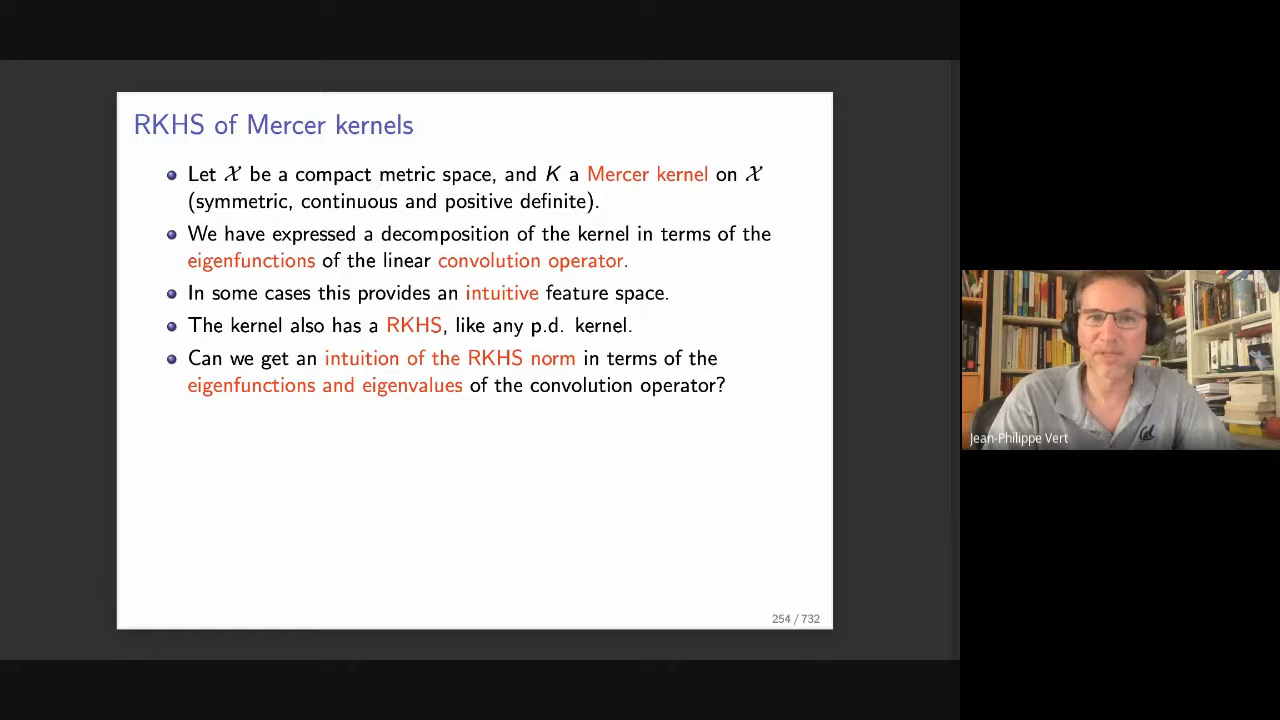 RKHS of Mercer kernels
Let 𝒳 be a compact metric space, and K a Mercer kernel on 𝒳
(symmetric, continuous and positive definite).
We have expressed a decomposition of the kernel in terms of the
eigenfunctions of the linear convolution operator.
In some cases this provides an intuitive feature space.
The kernel also has a RKHS, like any p.d. kernel.
Can we get an intuition of the RKHS norm in terms of the
eigenfunctions and eigenvalues of the convolution operator?
254 / 732
Jean-Philippe Vert
Cal